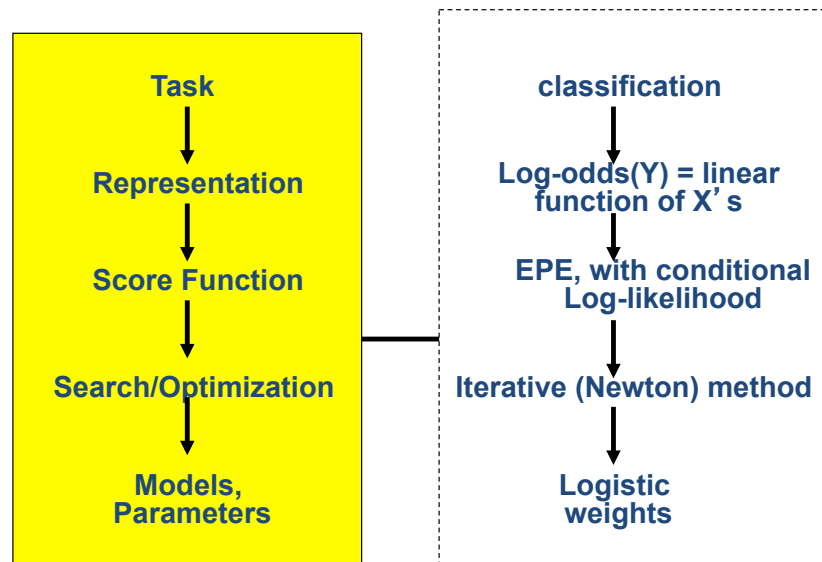 Task
Representation
Score Function
Search/Optimization
Models,
Parameters
classification
Log-odds(Y) = linear
function of X’s
EPE, with conditional
Log-likelihood
Iterative (Newton) method
Logistic
weights